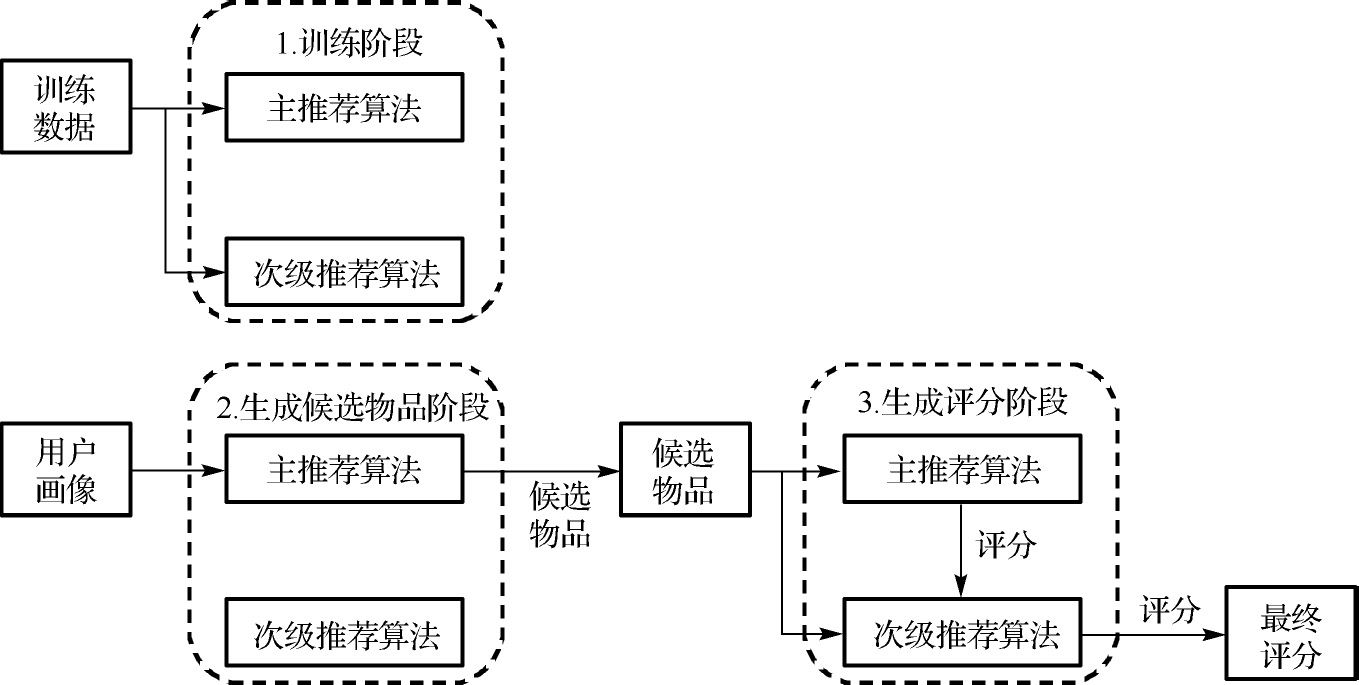 1.训练阶段
训练
数据
主推荐算法
次级推荐算法
2.生成候选物品阶段
用户
画像
主推荐算法
候选
物品
次级推荐算法
候选
物品
3.生成评分阶段
主推荐算法
评分
次级推荐算法
评分
最终
评分